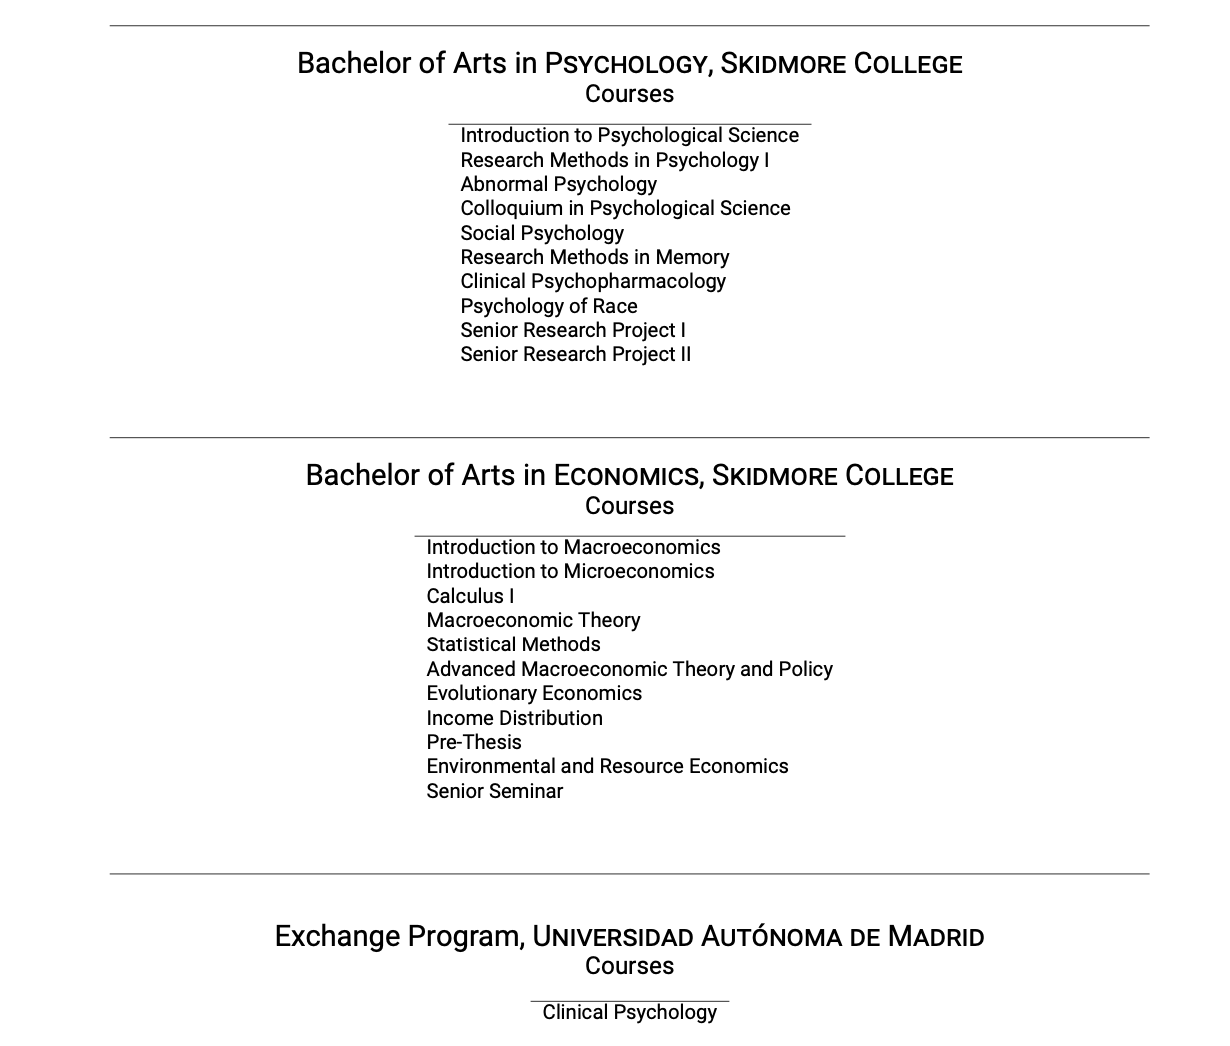 Bachelor of Arts in PSYCHOLOGY, SKIDMORE COLLEGE
Courses
Introduction to Psychological Science
Research Methods in Psychology I
Abnormal Psychology
Colloquium in Psychological Science
Social Psychology
Research Methods in Memory
Clinical Psychopharmacology
Psychology of Race
Senior Research Project I
Senior Research Project II
Bachelor of Arts in ECONOMICS, SKIDMORE COLLEGE
Courses
Introduction to Macroeconomics
Introduction to Microeconomics
Calculus I
Macroeconomic Theory
Statistical Methods
Advanced Macroeconomic Theory and Policy
Evolutionary Economics
Income Distribution
Pre-Thesis
Environmental and Resource Economics
Senior Seminar
Exchange Program, UNIVERSIDAD AUTÓNOMA DE MADRID
Courses
Clinical Psychology